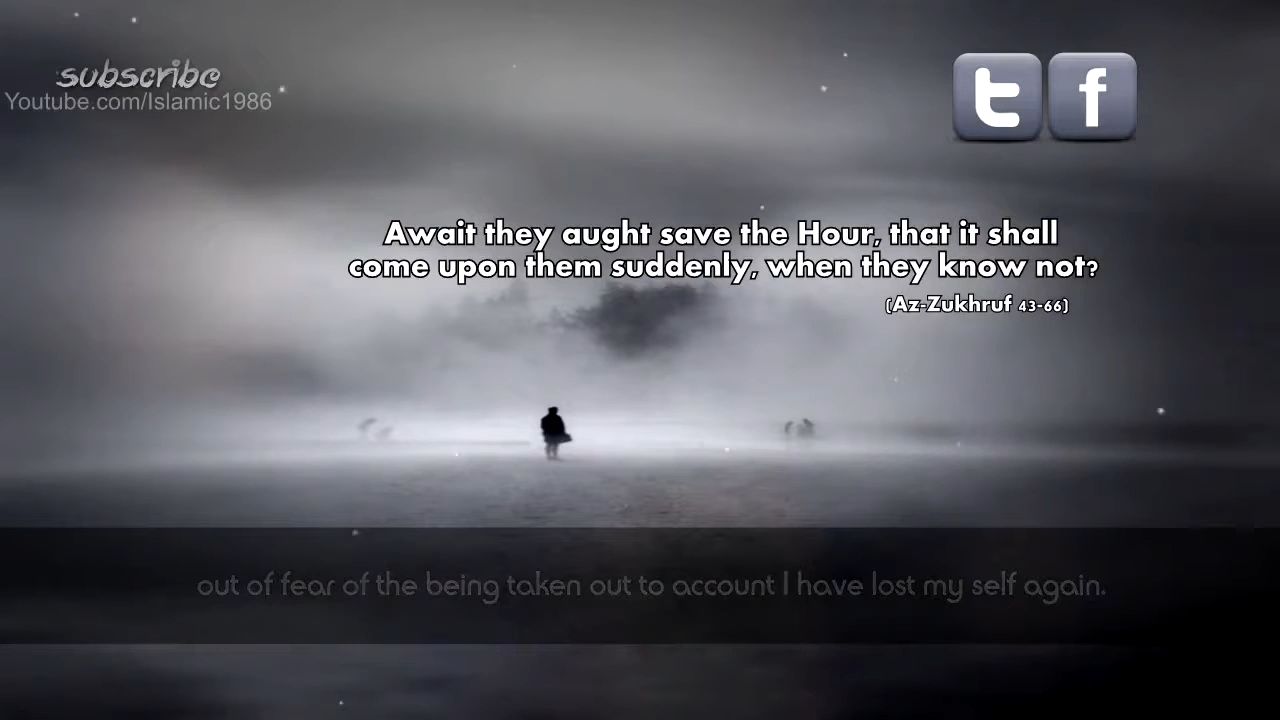 subscribe
Youtube.com/Islamic1986
t f
Await they aught save the Hour, that it shall
come upon them suddenly, when they know not?
(Az-Zukhruf 43-66)
out of fear of the being taken out to account I have lost my self again.